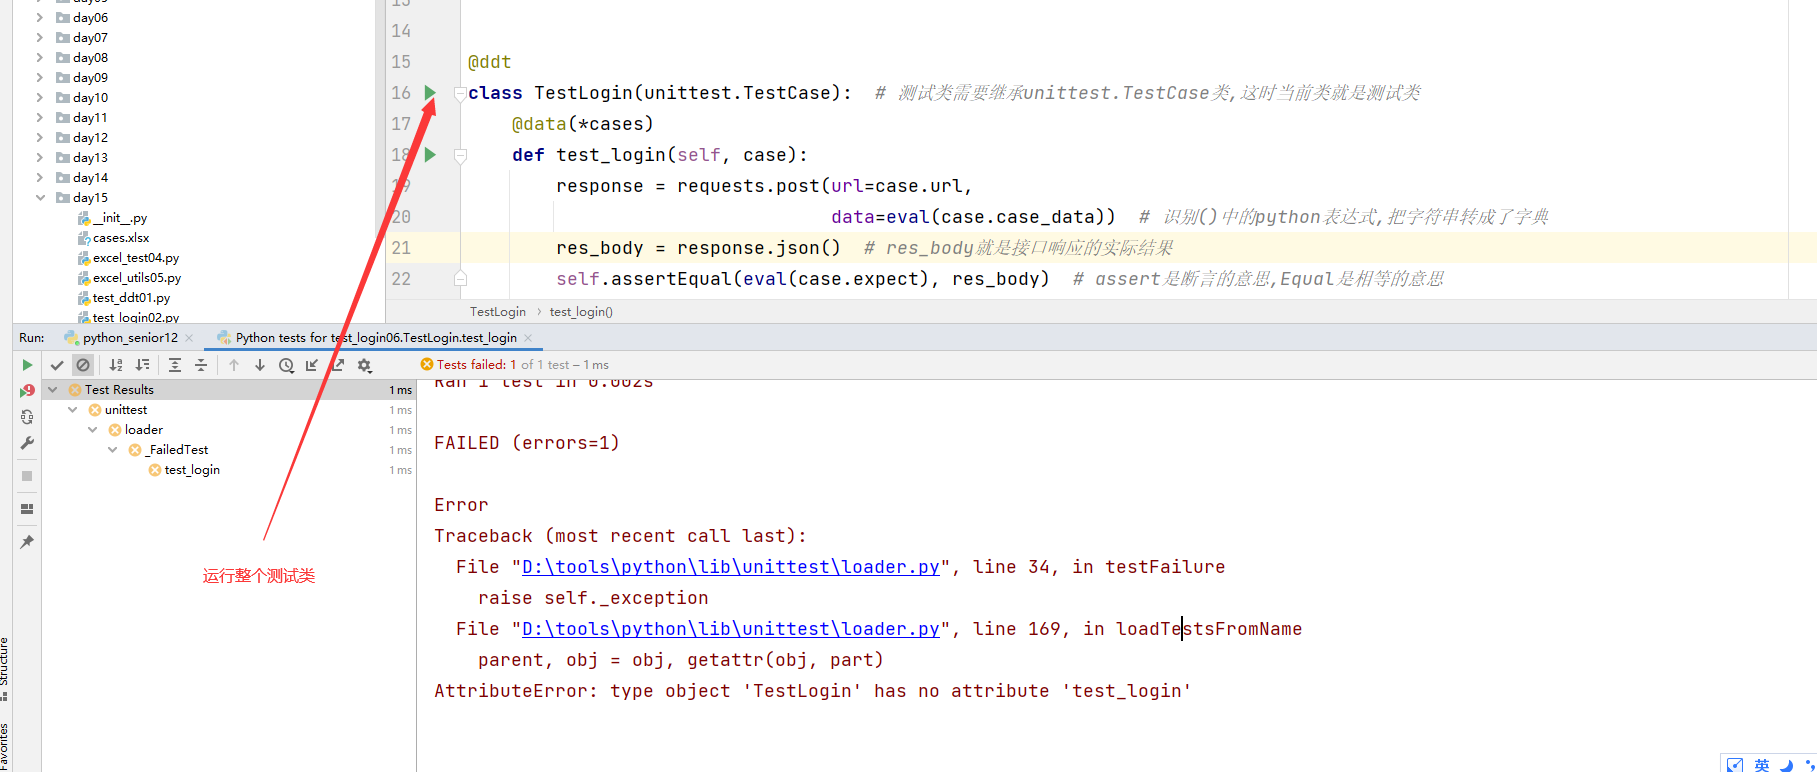 day06
day07
day08
day09
day10
day11
day12
day13
day14
day15
__init__.py
cases.xlsx
excel_test04.py
excel_utils05.py
test_ddt01.py
test_login02.py
13
14
15 @ddt
16 class TestLogin(unittest.TestCase):  # 测试类需要继承unittest.TestCase类,这时当前类就是测试类
17 @data(*cases)
18 def test_login(self, case):
19 response = requests.post(url=case.url,
20 data=eval(case.case_data))  # 识别()中的python表达式,把字符串转成了字典
21 res_body = response.json()  # res_body就是接口响应的实际结果
22 self.assertEqual(eval(case.expect), res_body)  # assert是断言的意思,Equal是相等的意思
TestLogin › test_login()
Run: python_senior12 × Python tests for test_login06.TestLogin.test_login ×
Tests failed: 1 of 1 test – 1 ms
Test Results 1 ms
unittest 1 ms
loader 1 ms
_FailedTest 1 ms
test_login 1 ms
运行整个测试类
Ran 1 test in 0.002s
FAILED (errors=1)
Error
Traceback (most recent call last):
File "D:\tools\python\lib\unittest\loader.py", line 34, in testFailure
raise self._exception
File "D:\tools\python\lib\unittest\loader.py", line 169, in loadTestsFromName
parent, obj = obj, getattr(obj, part)
AttributeError: type object 'TestLogin' has no attribute 'test_login'
Structure
Favorites
英